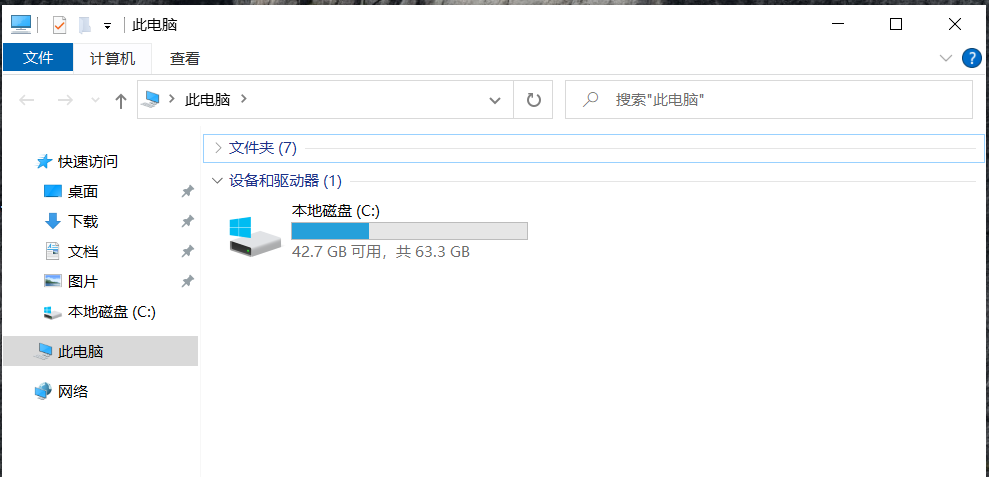 此电脑
文件 计算机 查看
此电脑 搜索"此电脑"
快速访问
桌面
下载
文档
图片
本地磁盘 (C:)
此电脑
网络
文件夹 (7)
设备和驱动器 (1)
本地磁盘 (C:)
42.7 GB 可用，共 63.3 GB